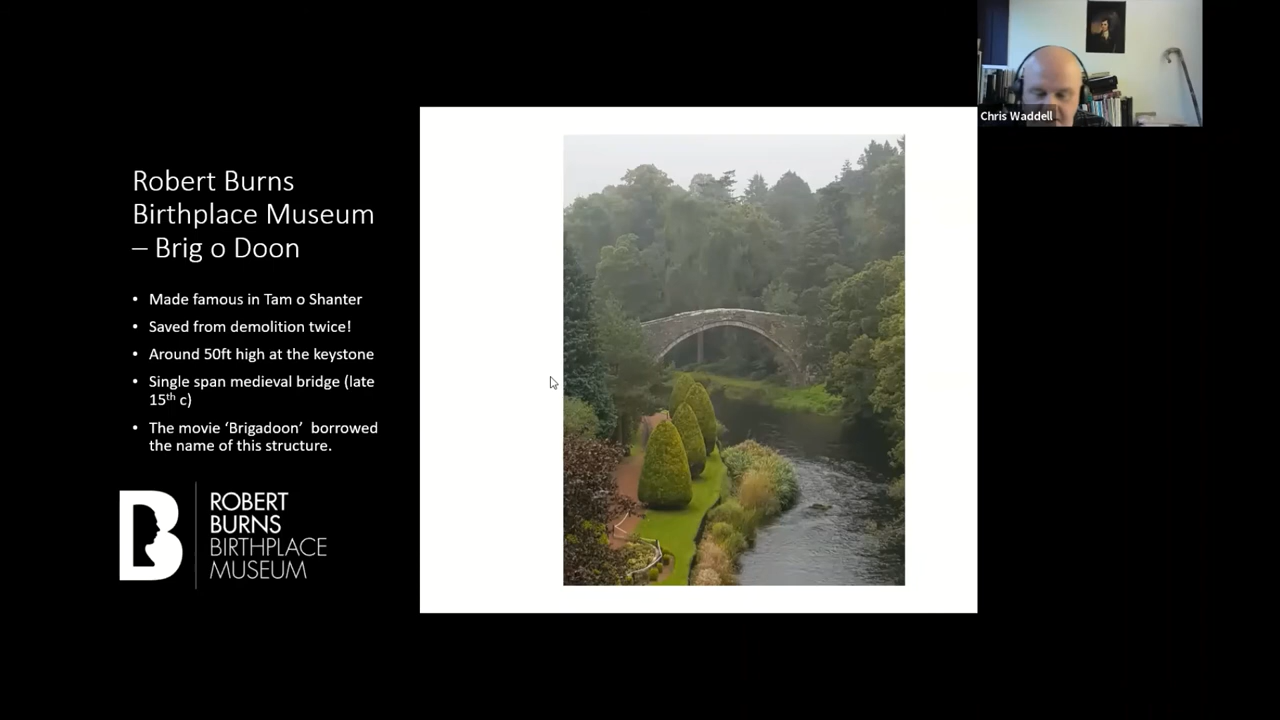 Robert Burns
Birthplace Museum
– Brig o Doon
• Made famous in Tam o Shanter
• Saved from demolition twice!
• Around 50ft high at the keystone
• Single span medieval bridge (late
15th c)
• The movie ‘Brigadoon’ borrowed
the name of this structure.
B
ROBERT
BURNS
BIRTHPLACE
MUSEUM
Chris Waddell